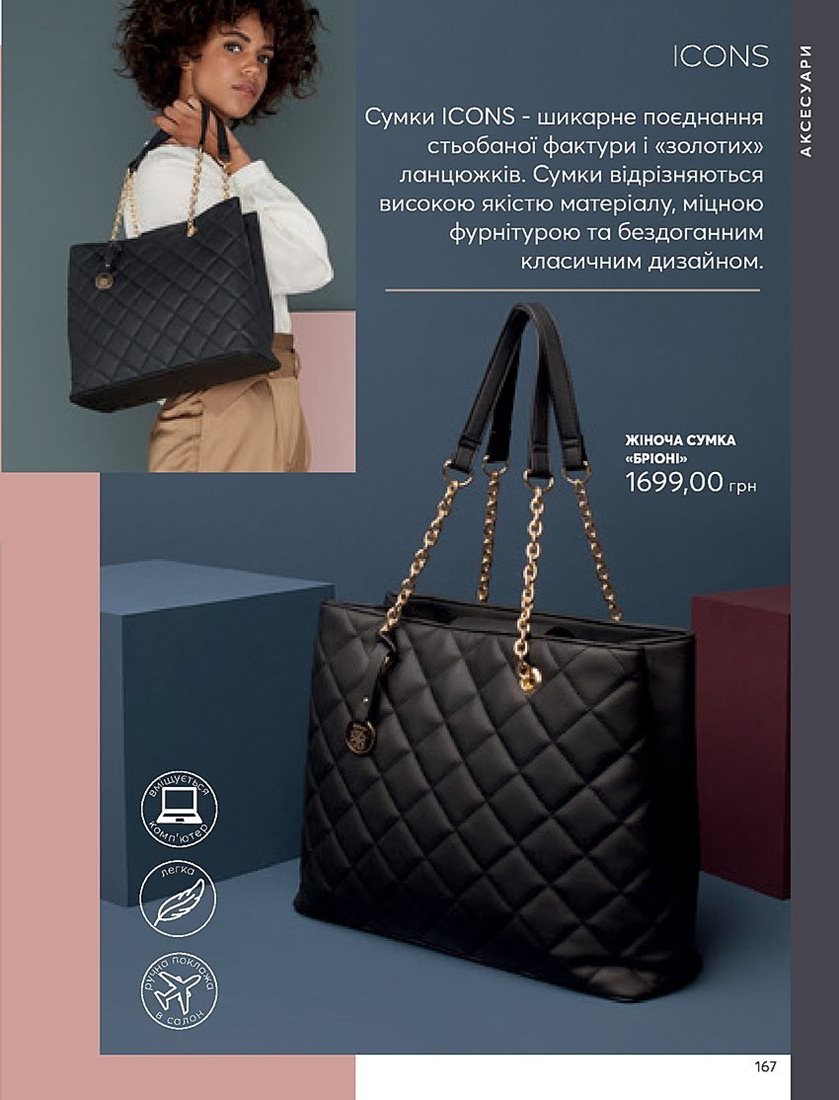 ICONS
АКСЕСУАРИ
Сумки ICONS - шикарне поєднання
стьобаної фактури і «золотих»
ланцюжків. Сумки відрізняються
високою якістю матеріалу, міцною
фурнітурою та бездоганним
класичним дизайном.
ЖІНОЧА СУМКА
«БРІОНІ»
1699,00 грн
вміщується
комп'ютер
легка
ручна поклажа
в салон
167